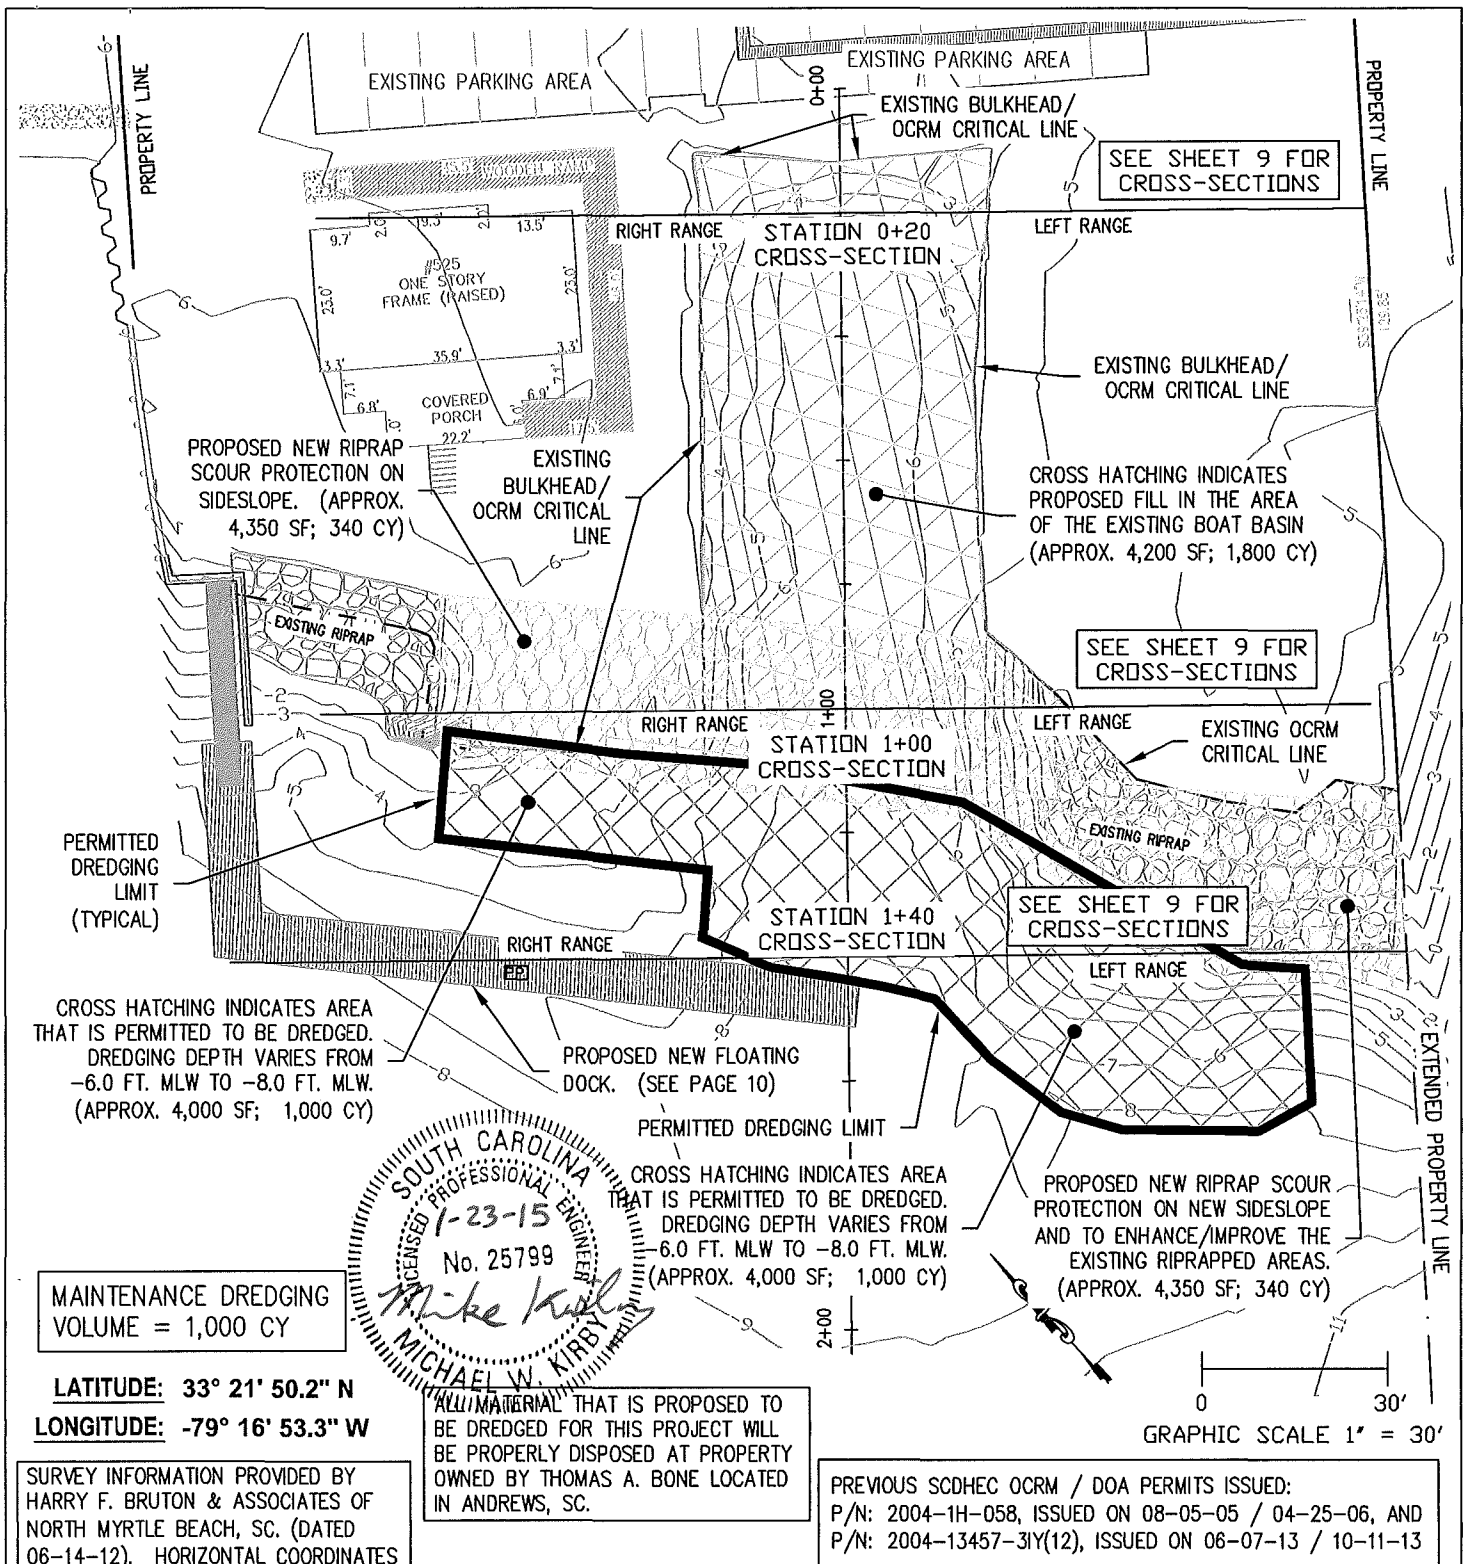 PROPERTY LINE
EXISTING PARKING AREA
EXISTING PARKING AREA
0+00
EXISTING BULKHEAD/
OCRM CRITICAL LINE
SEE SHEET 9 FOR
CROSS-SECTIONS
PROPERTY LINE
WOODEN RAMP
RIGHT RANGE
STATION 0+20
CROSS-SECTION
LEFT RANGE
9.7'
2.0'
19.3'
2.0'
13.5'
#525
ONE STORY
FRAME (RAISED)
25.0'
25.0'
3.3'
35.9'
3.3'
7.1'
6.8'
COVERED
PORCH
6.9'
7.1'
22.2'
EXISTING BULKHEAD/
OCRM CRITICAL LINE
PROPOSED NEW RIPRAP
SCOUR PROTECTION ON
SIDESLOPE. (APPROX.
4,350 SF; 340 CY)
EXISTING
BULKHEAD/
OCRM CRITICAL
LINE
CROSS HATCHING INDICATES
PROPOSED FILL IN THE AREA
OF THE EXISTING BOAT BASIN
(APPROX. 4,200 SF; 1,800 CY)
EXISTING RIPRAP
SEE SHEET 9 FOR
CROSS-SECTIONS
RIGHT RANGE
1+00
STATION 1+00
CROSS-SECTION
LEFT RANGE
EXISTING OCRM
CRITICAL LINE
PERMITTED
DREDGING
LIMIT
(TYPICAL)
EXISTING RIPRAP
RIGHT RANGE
STATION 1+40
CROSS-SECTION
SEE SHEET 9 FOR
CROSS-SECTIONS
LEFT RANGE
CROSS HATCHING INDICATES AREA
THAT IS PERMITTED TO BE DREDGED.
DREDGING DEPTH VARIES FROM
-6.0 FT. MLW TO -8.0 FT. MLW.
(APPROX. 4,000 SF; 1,000 CY)
PROPOSED NEW FLOATING
DOCK. (SEE PAGE 10)
PERMITTED DREDGING LIMIT
CROSS HATCHING INDICATES AREA
THAT IS PERMITTED TO BE DREDGED.
DREDGING DEPTH VARIES FROM
-6.0 FT. MLW TO -8.0 FT. MLW.
(APPROX. 4,000 SF; 1,000 CY)
PROPOSED NEW RIPRAP SCOUR
PROTECTION ON NEW SIDESLOPE
AND TO ENHANCE/IMPROVE THE
EXISTING RIPRAPPED AREAS.
(APPROX. 4,350 SF; 340 CY)
EXTENDED PROPERTY LINE
SOUTH CAROLINA
LICENSED PROFESSIONAL ENGINEER
1-23-15
No. 25799
Mike Kirby
MICHAEL W. KIRBY
2+00
MAINTENANCE DREDGING
VOLUME = 1,000 CY
LATITUDE: 33° 21' 50.2" N
LONGITUDE: -79° 16' 53.3" W
0 30'
GRAPHIC SCALE 1" = 30'
ALL MATERIAL THAT IS PROPOSED TO
BE DREDGED FOR THIS PROJECT WILL
BE PROPERLY DISPOSED AT PROPERTY
OWNED BY THOMAS A. BONE LOCATED
IN ANDREWS, SC.
SURVEY INFORMATION PROVIDED BY
HARRY F. BRUTON & ASSOCIATES OF
NORTH MYRTLE BEACH, SC. (DATED
06-14-12). HORIZONTAL COORDINATES
PREVIOUS SCDHEC OCRM / DOA PERMITS ISSUED:
P/N: 2004-1H-058, ISSUED ON 08-05-05 / 04-25-06, AND
P/N: 2004-13457-3IY(12), ISSUED ON 06-07-13 / 10-11-13